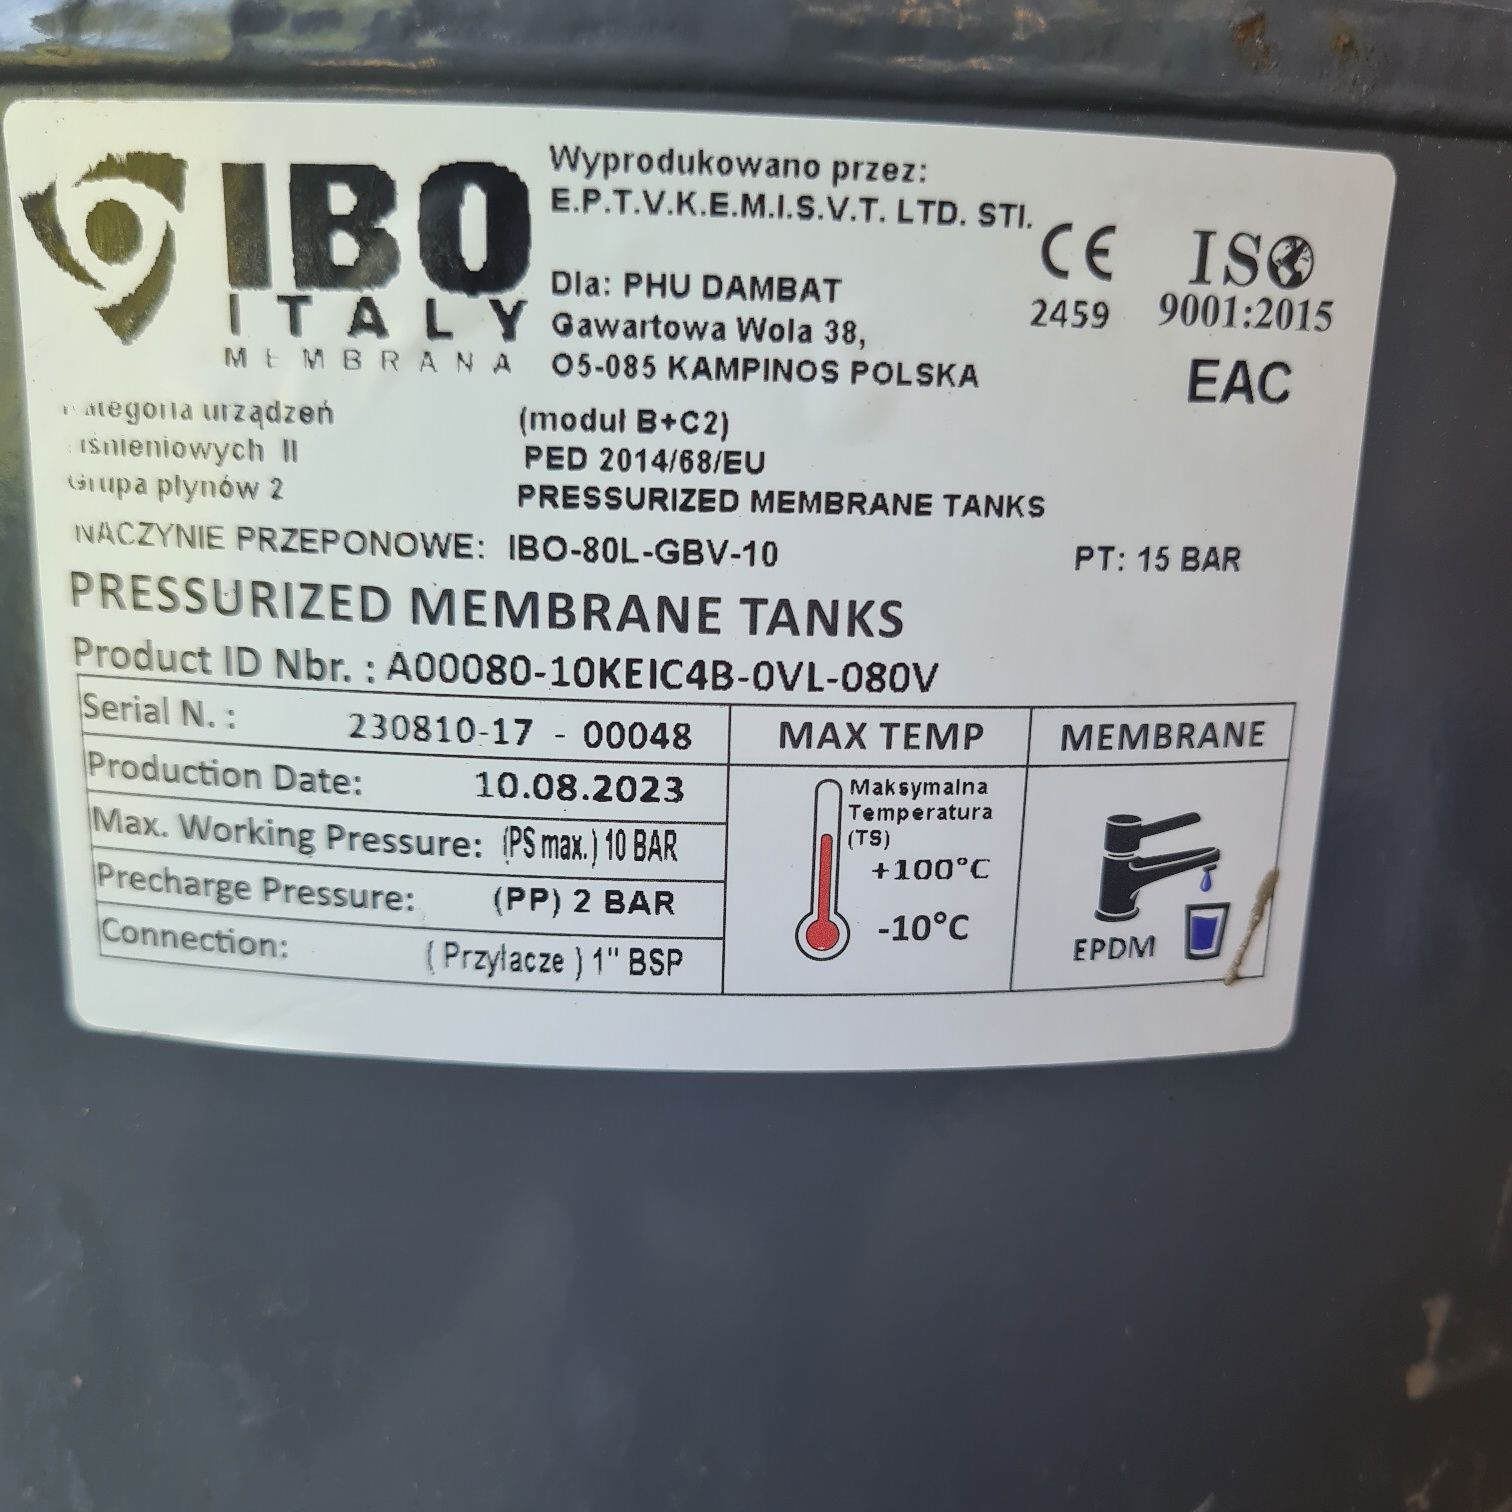 IBO
ITALY
MEMBRANA
Wyprodukowano przez:
E.P.T.V.K.E.M.I.S.V.T. LTD. STI.
Dla: PHU DAMBAT
Gawartowa Wola 38,
05-085 KAMPINOS POLSKA
CE
2459
ISO
9001:2015
EAC
Kategoria urządzeń
ciśnieniowych II
Grupa płynów 2
(moduł B+C2)
PED 2014/68/EU
PRESSURIZED MEMBRANE TANKS
NACZYNIE PRZEPONOWE: IBO-80L-GBV-10
PT: 15 BAR
PRESSURIZED MEMBRANE TANKS
Product ID Nbr. : A00080-10KEIC4B-0VL-080V
Serial N. : 230810-17 - 00048
Production Date: 10.08.2023
Max. Working Pressure: (PS max.) 10 BAR
Precharge Pressure: (PP) 2 BAR
Connection: ( Przyłacze ) 1" BSP
MAX TEMP
Maksymalna
Temperatura
(TS)
+100°C
-10°C
MEMBRANE
EPDM